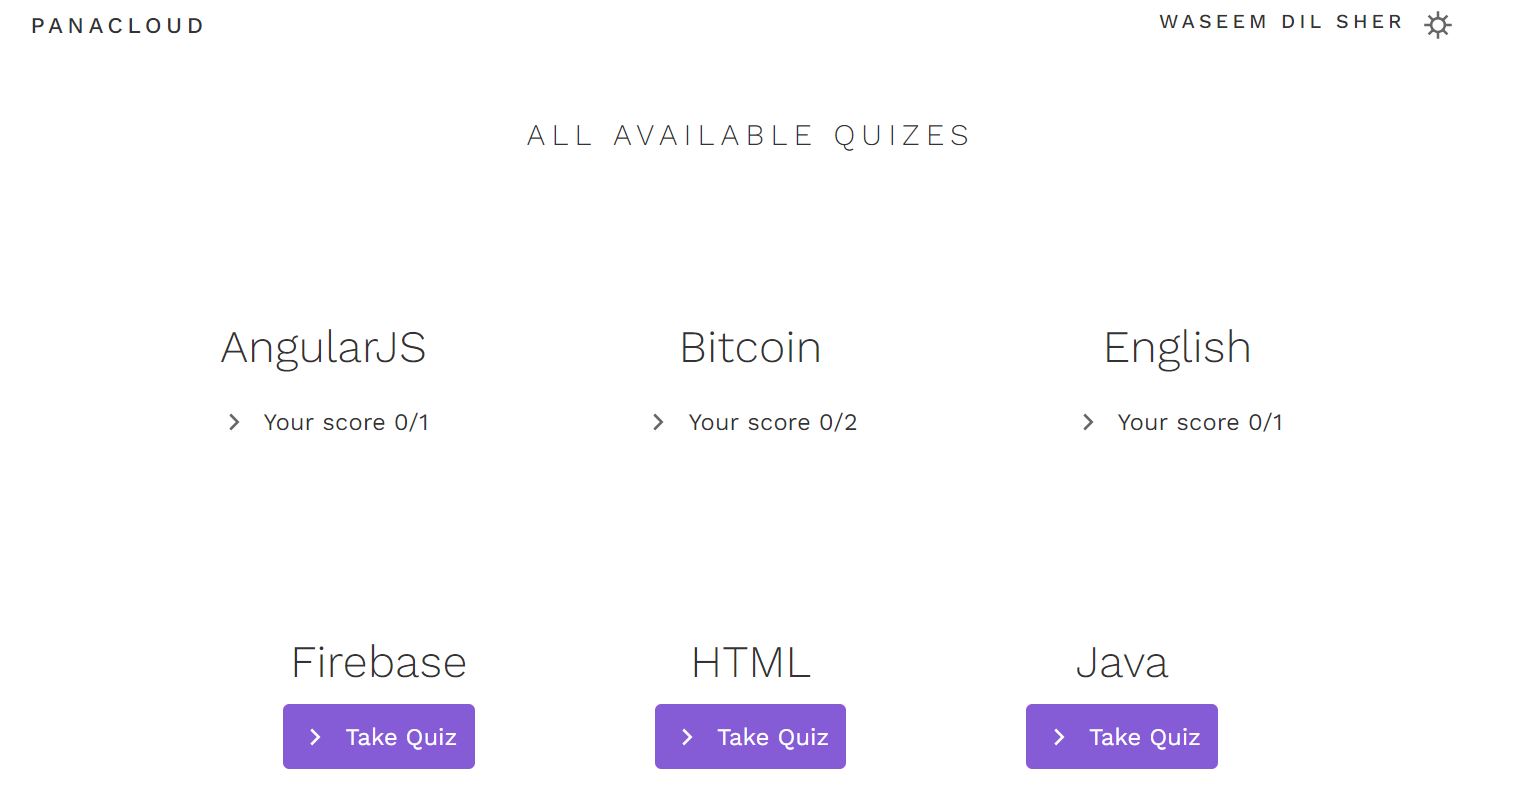 PANACLOUD
WASEEM DIL SHER
ALL AVAILABLE QUIZES
AngularJS
Bitcoin
English
Your score 0/1
Your score 0/2
Your score 0/1
Firebase
HTML
Java
Take Quiz
Take Quiz
Take Quiz